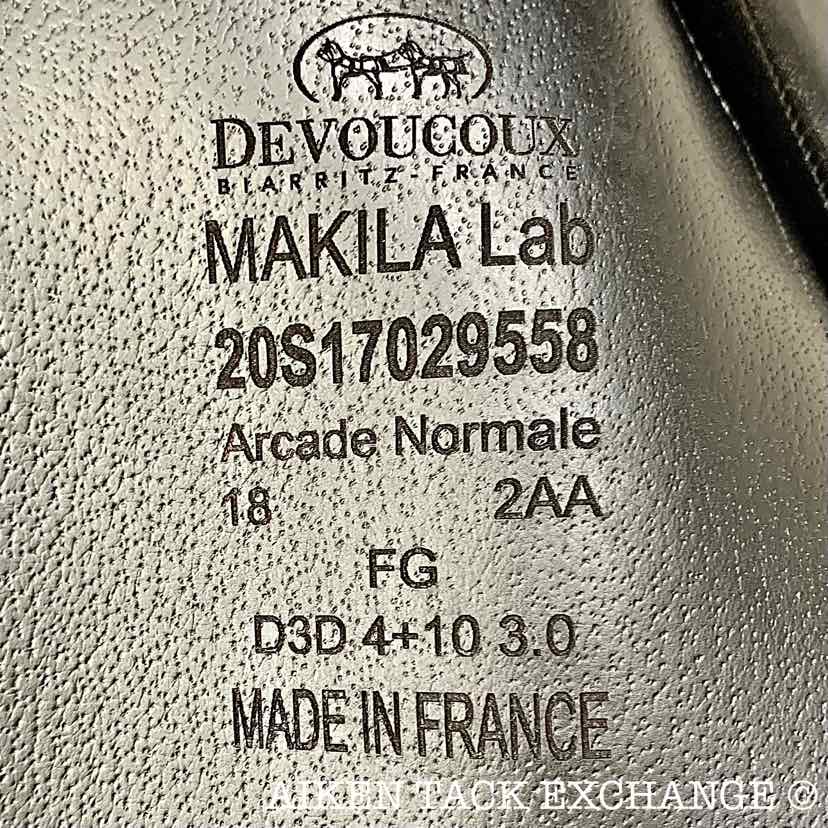 DEVOUCOUX
BIARRITZ-FRANCE
MAKILA Lab
20S17029558
Arcade Normale
18 2AA
FG
D3D 4+10 3.0
MADE IN FRANCE
AIKEN TACK EXCHANGE ©